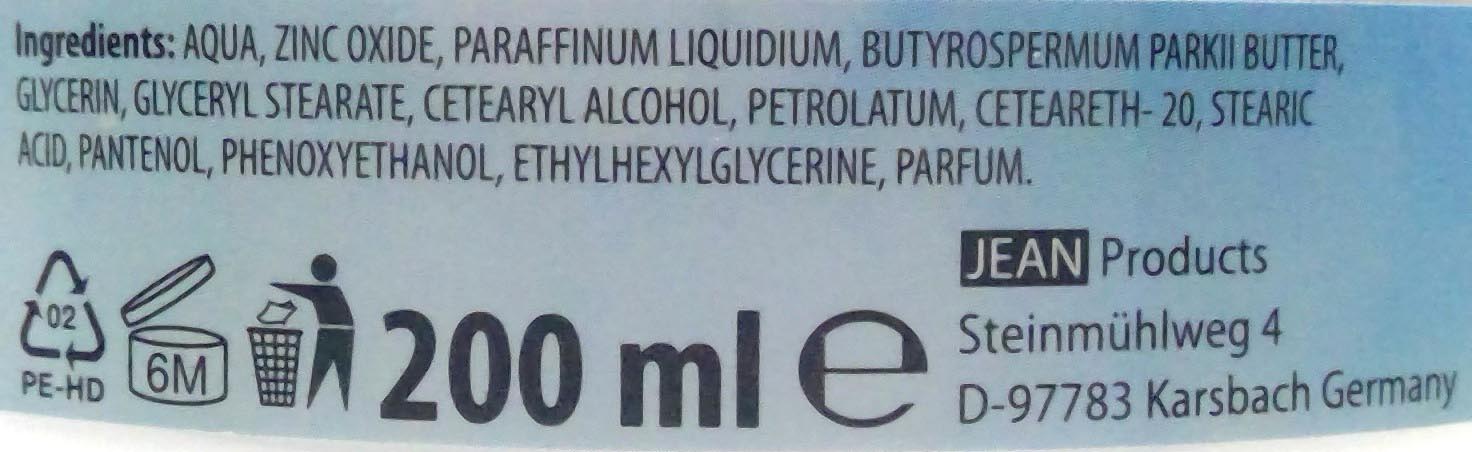 Ingredients: AQUA, ZINC OXIDE, PARAFFINUM LIQUIDIUM, BUTYROSPERMUM PARKII BUTTER,
GLYCERIN, GLYCERYL STEARATE, CETEARYL ALCOHOL, PETROLATUM, CETEARETH- 20, STEARIC
ACID, PANTENOL, PHENOXYETHANOL, ETHYLHEXYLGLYCERINE, PARFUM.
02
PE-HD
6M
200 ml e
JEAN Products
Steinmühlweg 4
D-97783 Karsbach Germany